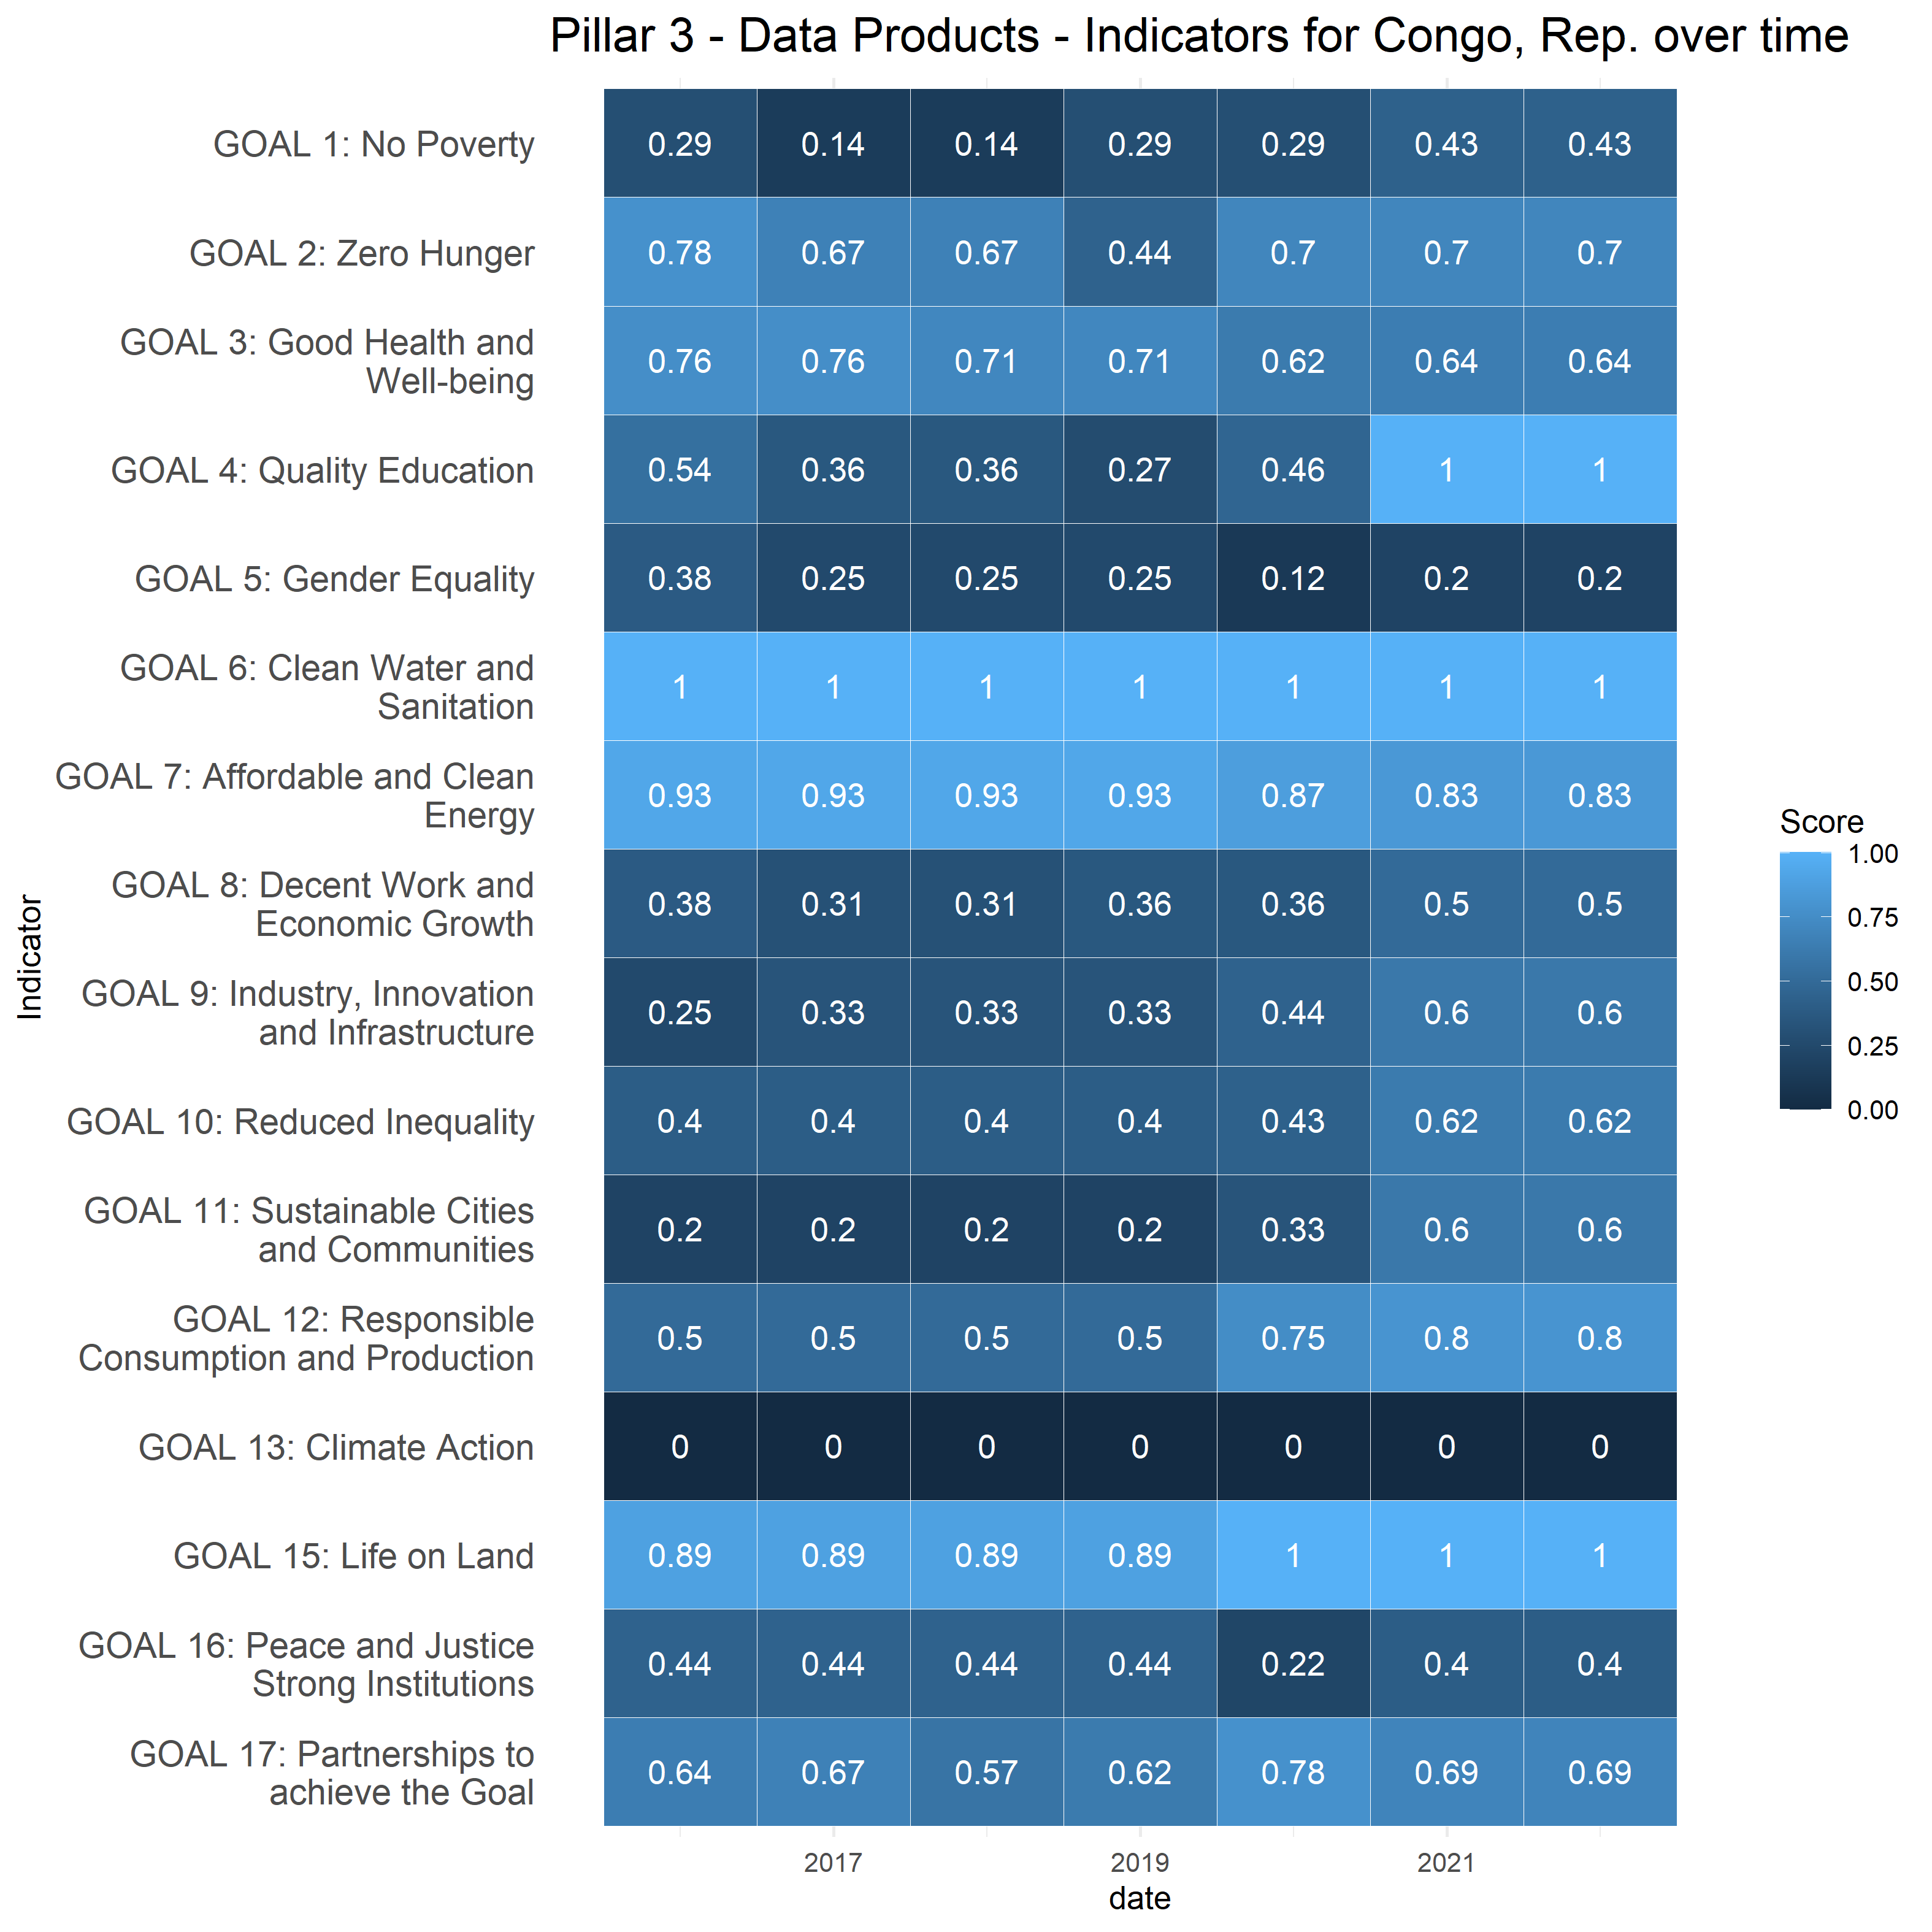 Pillar 3 - Data Products - Indicators for Congo, Rep. over time
GOAL 1: No Poverty 0.29 0.14 0.14 0.29 0.29 0.43 0.43
GOAL 2: Zero Hunger 0.78 0.67 0.67 0.44 0.7 0.7 0.7
GOAL 3: Good Health and
Well-being
0.76 0.76 0.71 0.71 0.62 0.64 0.64
GOAL 4: Quality Education 0.54 0.36 0.36 0.27 0.46 1 1
GOAL 5: Gender Equality 0.38 0.25 0.25 0.25 0.12 0.2 0.2
GOAL 6: Clean Water and
Sanitation
1 1 1 1 1 1 1
GOAL 7: Affordable and Clean
Energy
0.93 0.93 0.93 0.93 0.87 0.83 0.83
GOAL 8: Decent Work and
Economic Growth
0.38 0.31 0.31 0.36 0.36 0.5 0.5
GOAL 9: Industry, Innovation
and Infrastructure
0.25 0.33 0.33 0.33 0.44 0.6 0.6
GOAL 10: Reduced Inequality 0.4 0.4 0.4 0.4 0.43 0.62 0.62
GOAL 11: Sustainable Cities
and Communities
0.2 0.2 0.2 0.2 0.33 0.6 0.6
GOAL 12: Responsible
Consumption and Production
0.5 0.5 0.5 0.5 0.75 0.8 0.8
GOAL 13: Climate Action 0 0 0 0 0 0 0
GOAL 15: Life on Land 0.89 0.89 0.89 0.89 1 1 1
GOAL 16: Peace and Justice
Strong Institutions
0.44 0.44 0.44 0.44 0.22 0.4 0.4
GOAL 17: Partnerships to
achieve the Goal
0.64 0.67 0.57 0.62 0.78 0.69 0.69
2017 2019 2021
date
Indicator
Score
1.00
0.75
0.50
0.25
0.00